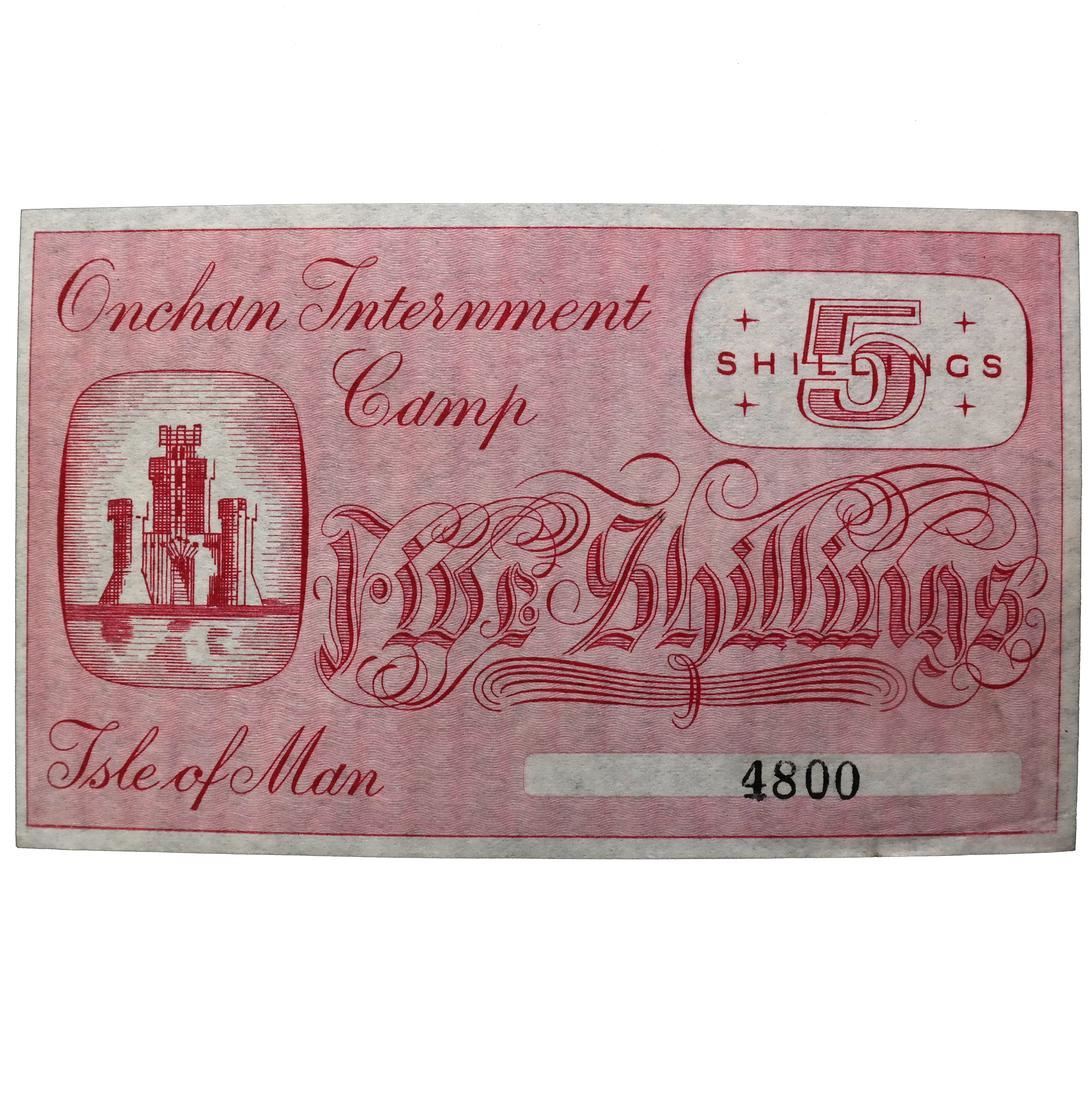 Onchan Internment
Camp
5
SHILLINGS
Five Shillings
Isle of Man
4800